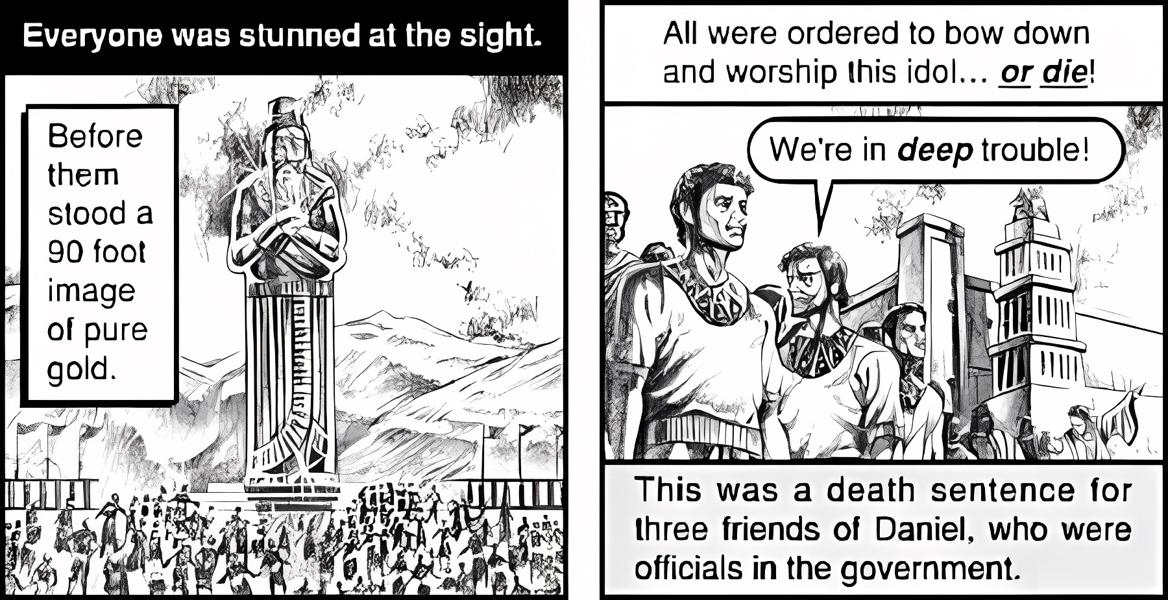 Everyone was stunned at the sight.
Before
them
stood a
90 foot
image
of pure
gold.
All were ordered to bow down
and worship this idol... or die!
We're in deep trouble!
This was a death sentence for
three friends of Daniel, who were
officials in the government.